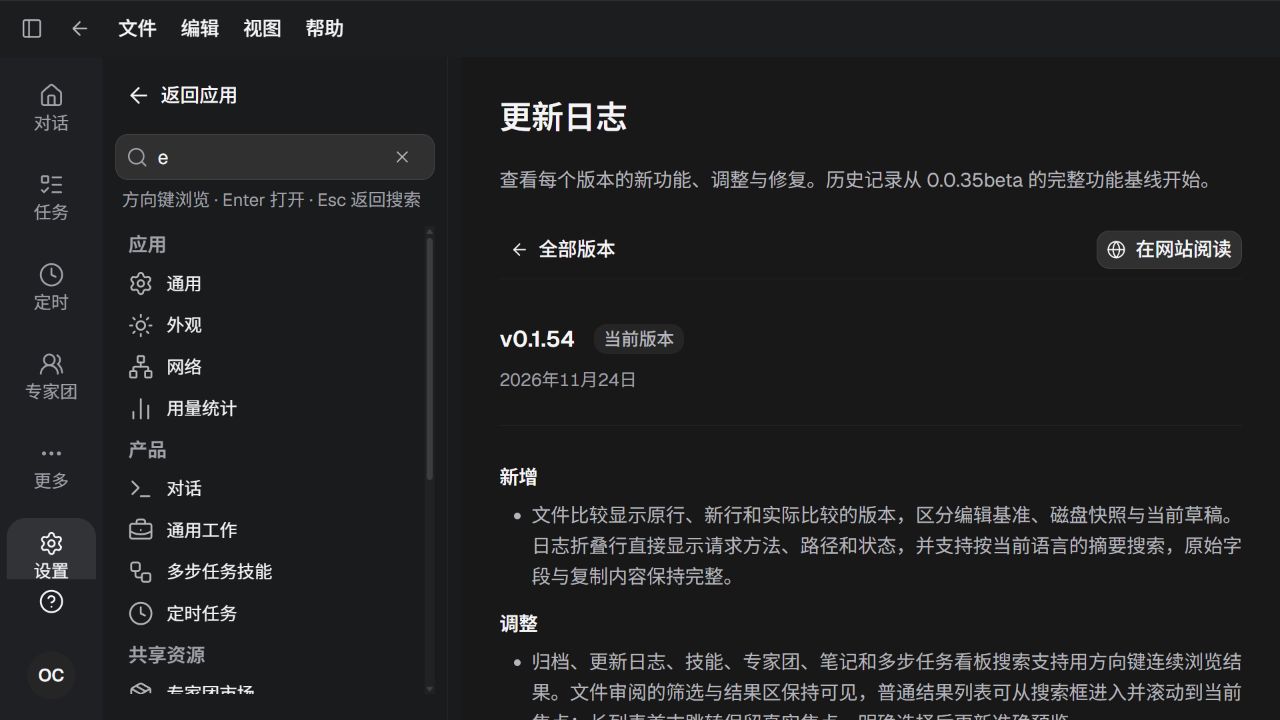 文件 编辑 视图 帮助
对话
任务
定时
专家团
更多
设置
OC
返回应用
e
方向键浏览 · Enter 打开 · Esc 返回搜索
应用
通用
外观
网络
用量统计
产品
对话
通用工作
多步任务技能
定时任务
共享资源
专家团市场
更新日志
查看每个版本的新功能、调整与修复。历史记录从 0.0.35beta 的完整功能基线开始。
全部版本
在网站阅读
v0.1.54 当前版本
2026年11月24日
新增
文件比较显示原行、新行和实际比较的版本，区分编辑基准、磁盘快照与当前草稿。
日志折叠行直接显示请求方法、路径和状态，并支持按当前语言的摘要搜索，原始字
段与复制内容保持完整。
调整
归档、更新日志、技能、专家团、笔记和多步任务看板搜索支持用方向键连续浏览结
果。文件审阅的筛选与结果区保持可见，普通结果列表可从搜索框进入并滚动到当前